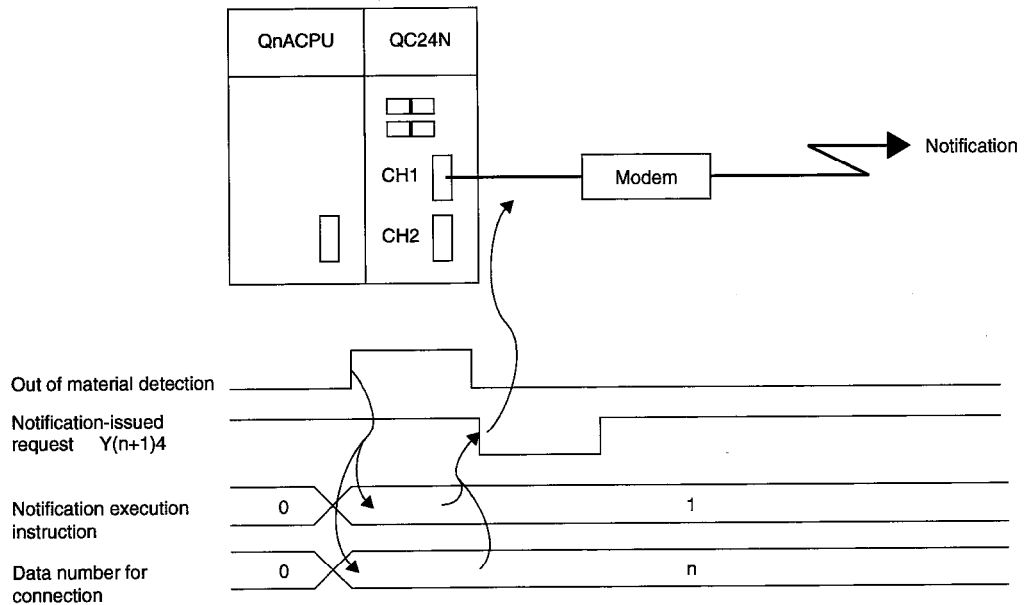 QnACPU
QC24N
CH1
CH2
Modem
Notification
Out of material detection
Notification-issued
request Y(n+1)4
Notification execution
instruction
0
1
Data number for
connection
0
n